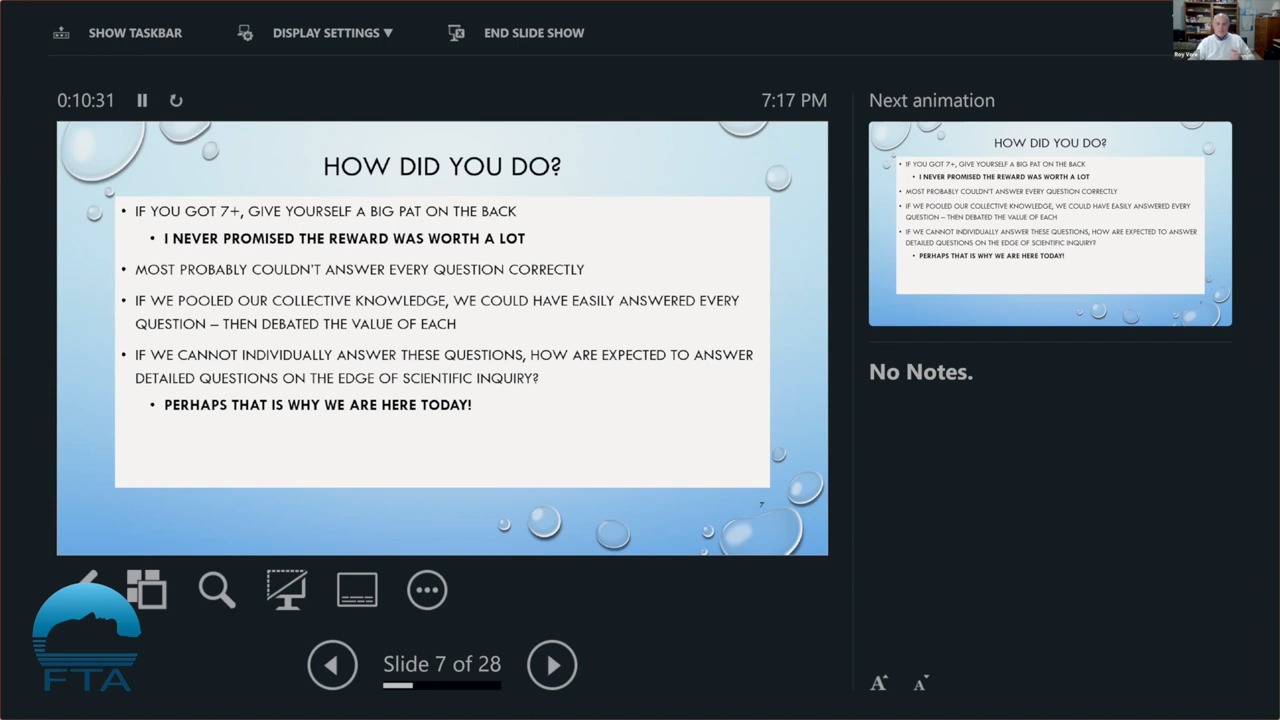 SHOW TASKBAR
DISPLAY SETTINGS ▼
END SLIDE SHOW
0:10:31
7:17 PM
HOW DID YOU DO?
• IF YOU GOT 7+, GIVE YOURSELF A BIG PAT ON THE BACK
• I NEVER PROMISED THE REWARD WAS WORTH A LOT
• MOST PROBABLY COULDN'T ANSWER EVERY QUESTION CORRECTLY
• IF WE POOLED OUR COLLECTIVE KNOWLEDGE, WE COULD HAVE EASILY ANSWERED EVERY
QUESTION – THEN DEBATED THE VALUE OF EACH
• IF WE CANNOT INDIVIDUALLY ANSWER THESE QUESTIONS, HOW ARE EXPECTED TO ANSWER
DETAILED QUESTIONS ON THE EDGE OF SCIENTIFIC INQUIRY?
• PERHAPS THAT IS WHY WE ARE HERE TODAY!
7
Slide 7 of 28
FTA
Next animation
HOW DID YOU DO?
• IF YOU GOT 7+, GIVE YOURSELF A BIG PAT ON THE BACK
• I NEVER PROMISED THE REWARD WAS WORTH A LOT
• MOST PROBABLY COULDN'T ANSWER EVERY QUESTION CORRECTLY
• IF WE POOLED OUR COLLECTIVE KNOWLEDGE, WE COULD HAVE EASILY ANSWERED EVERY
QUESTION – THEN DEBATED THE VALUE OF EACH
• IF WE CANNOT INDIVIDUALLY ANSWER THESE QUESTIONS, HOW ARE EXPECTED TO ANSWER
DETAILED QUESTIONS ON THE EDGE OF SCIENTIFIC INQUIRY?
• PERHAPS THAT IS WHY WE ARE HERE TODAY!
No Notes.
A A
Roy